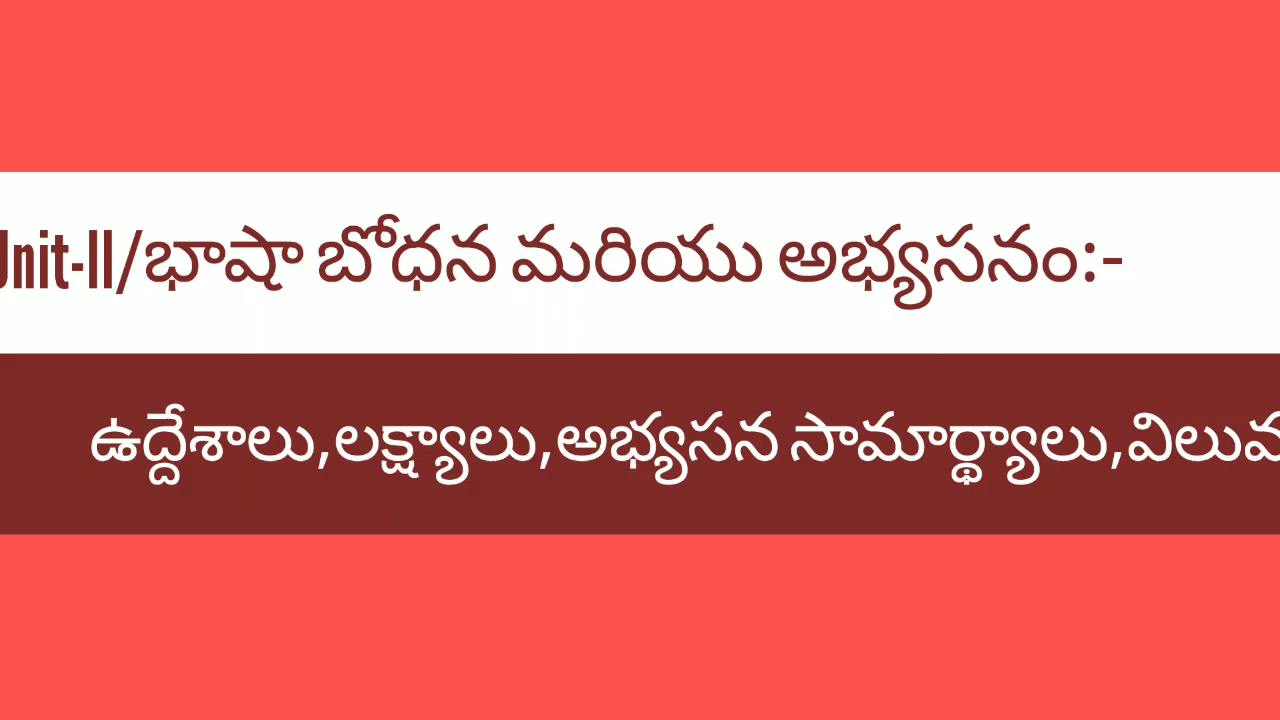 Unit-II/భాషా బోధన మరియు అభ్యసనం:-
ఉద్దేశాలు,లక్ష్యాలు,అభ్యసన సామార్థ్యాలు,